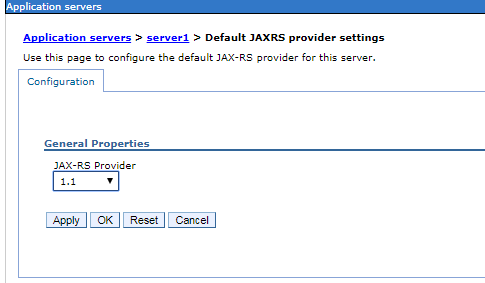 Application servers
Application servers > server1 > Default JAXRS provider settings
Use this page to configure the default JAX-RS provider for this server.
Configuration
General Properties
JAX-RS Provider
1.1
Apply OK Reset Cancel